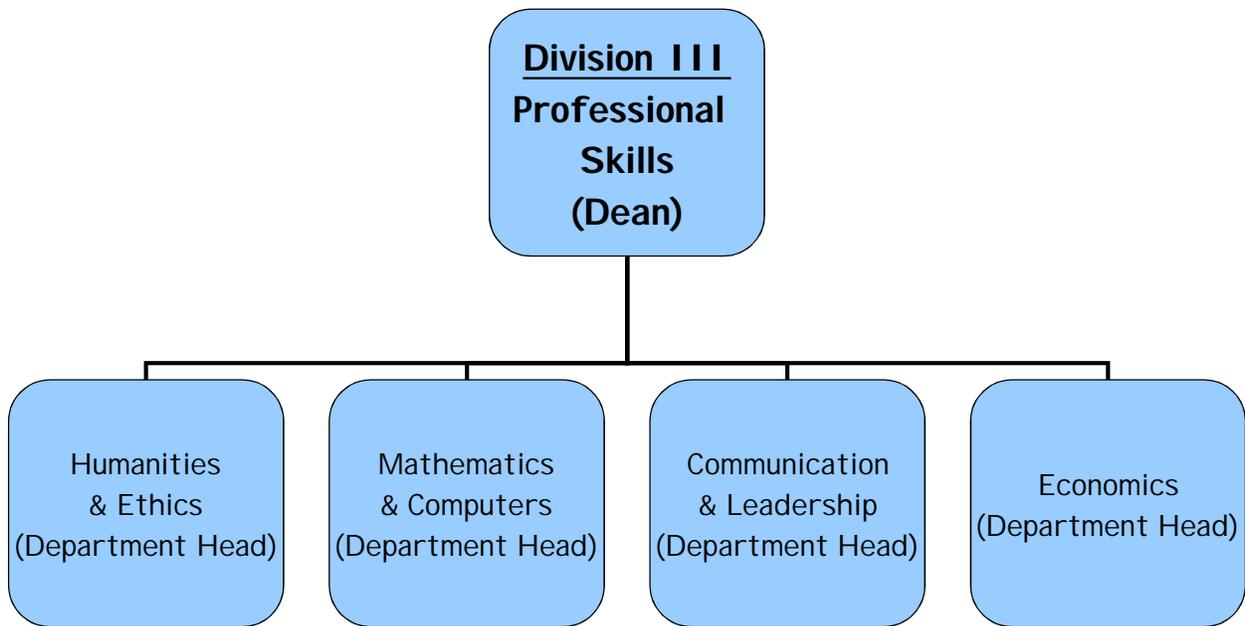 Division III
Professional
Skills
(Dean)
Humanities
& Ethics
(Department Head)
Mathematics
& Computers
(Department Head)
Communication
& Leadership
(Department Head)
Economics
(Department Head)